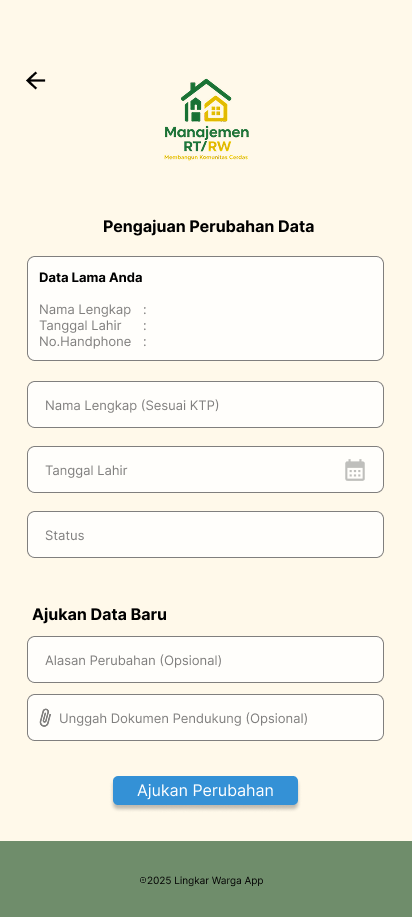 Manajemen
RT/RW
Membangun Komunitas Cerdas
Pengajuan Perubahan Data
Data Lama Anda
Nama Lengkap :
Tanggal Lahir :
No.Handphone :
Nama Lengkap (Sesuai KTP)
Tanggal Lahir
Status
Ajukan Data Baru
Alasan Perubahan (Opsional)
Unggah Dokumen Pendukung (Opsional)
Ajukan Perubahan
©2025 Lingkar Warga App